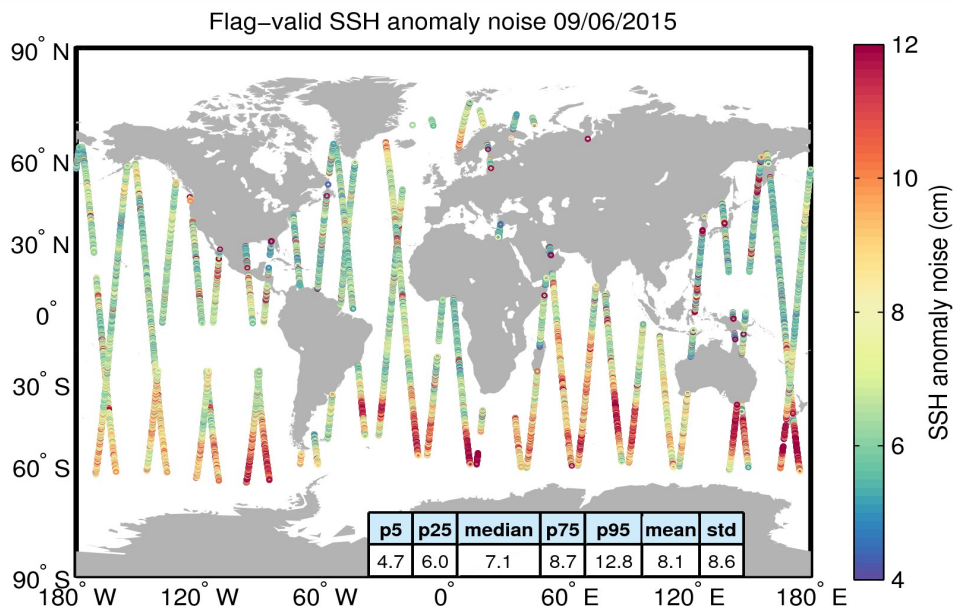 Flag−valid SSH anomaly noise 09/06/2015
90° N
60° N
30° N
0°
30° S
60° S
90° S
180° W 120° W 60° W 0° 60° E 120° E 180° E
p5 p25 median p75 p95 mean std
4.7 6.0 7.1 8.7 12.8 8.1 8.6
12
10
8
6
4
SSH anomaly noise (cm)